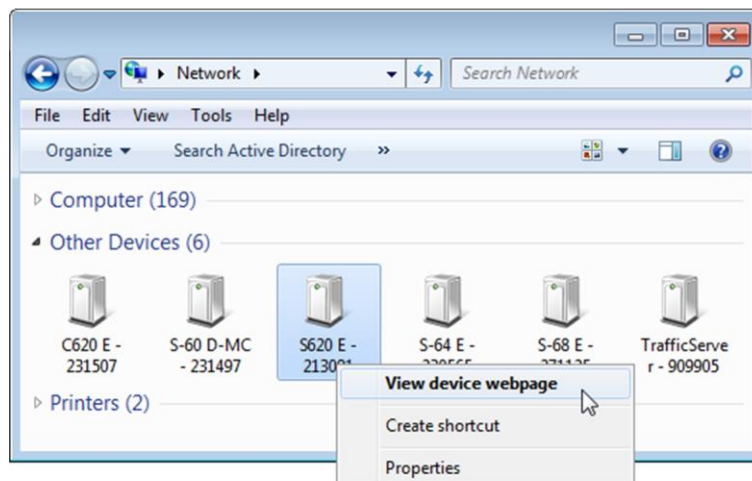 Network
Search Network
File Edit View Tools Help
Organize Search Active Directory »
Computer (169)
Other Devices (6)
C620 E - S-60 D-MC S620 E - S-64 E - S-68 E - TrafficServe
231507 - 231497 r - 909905
View device webpage
Create shortcut
Properties
Printers (2)